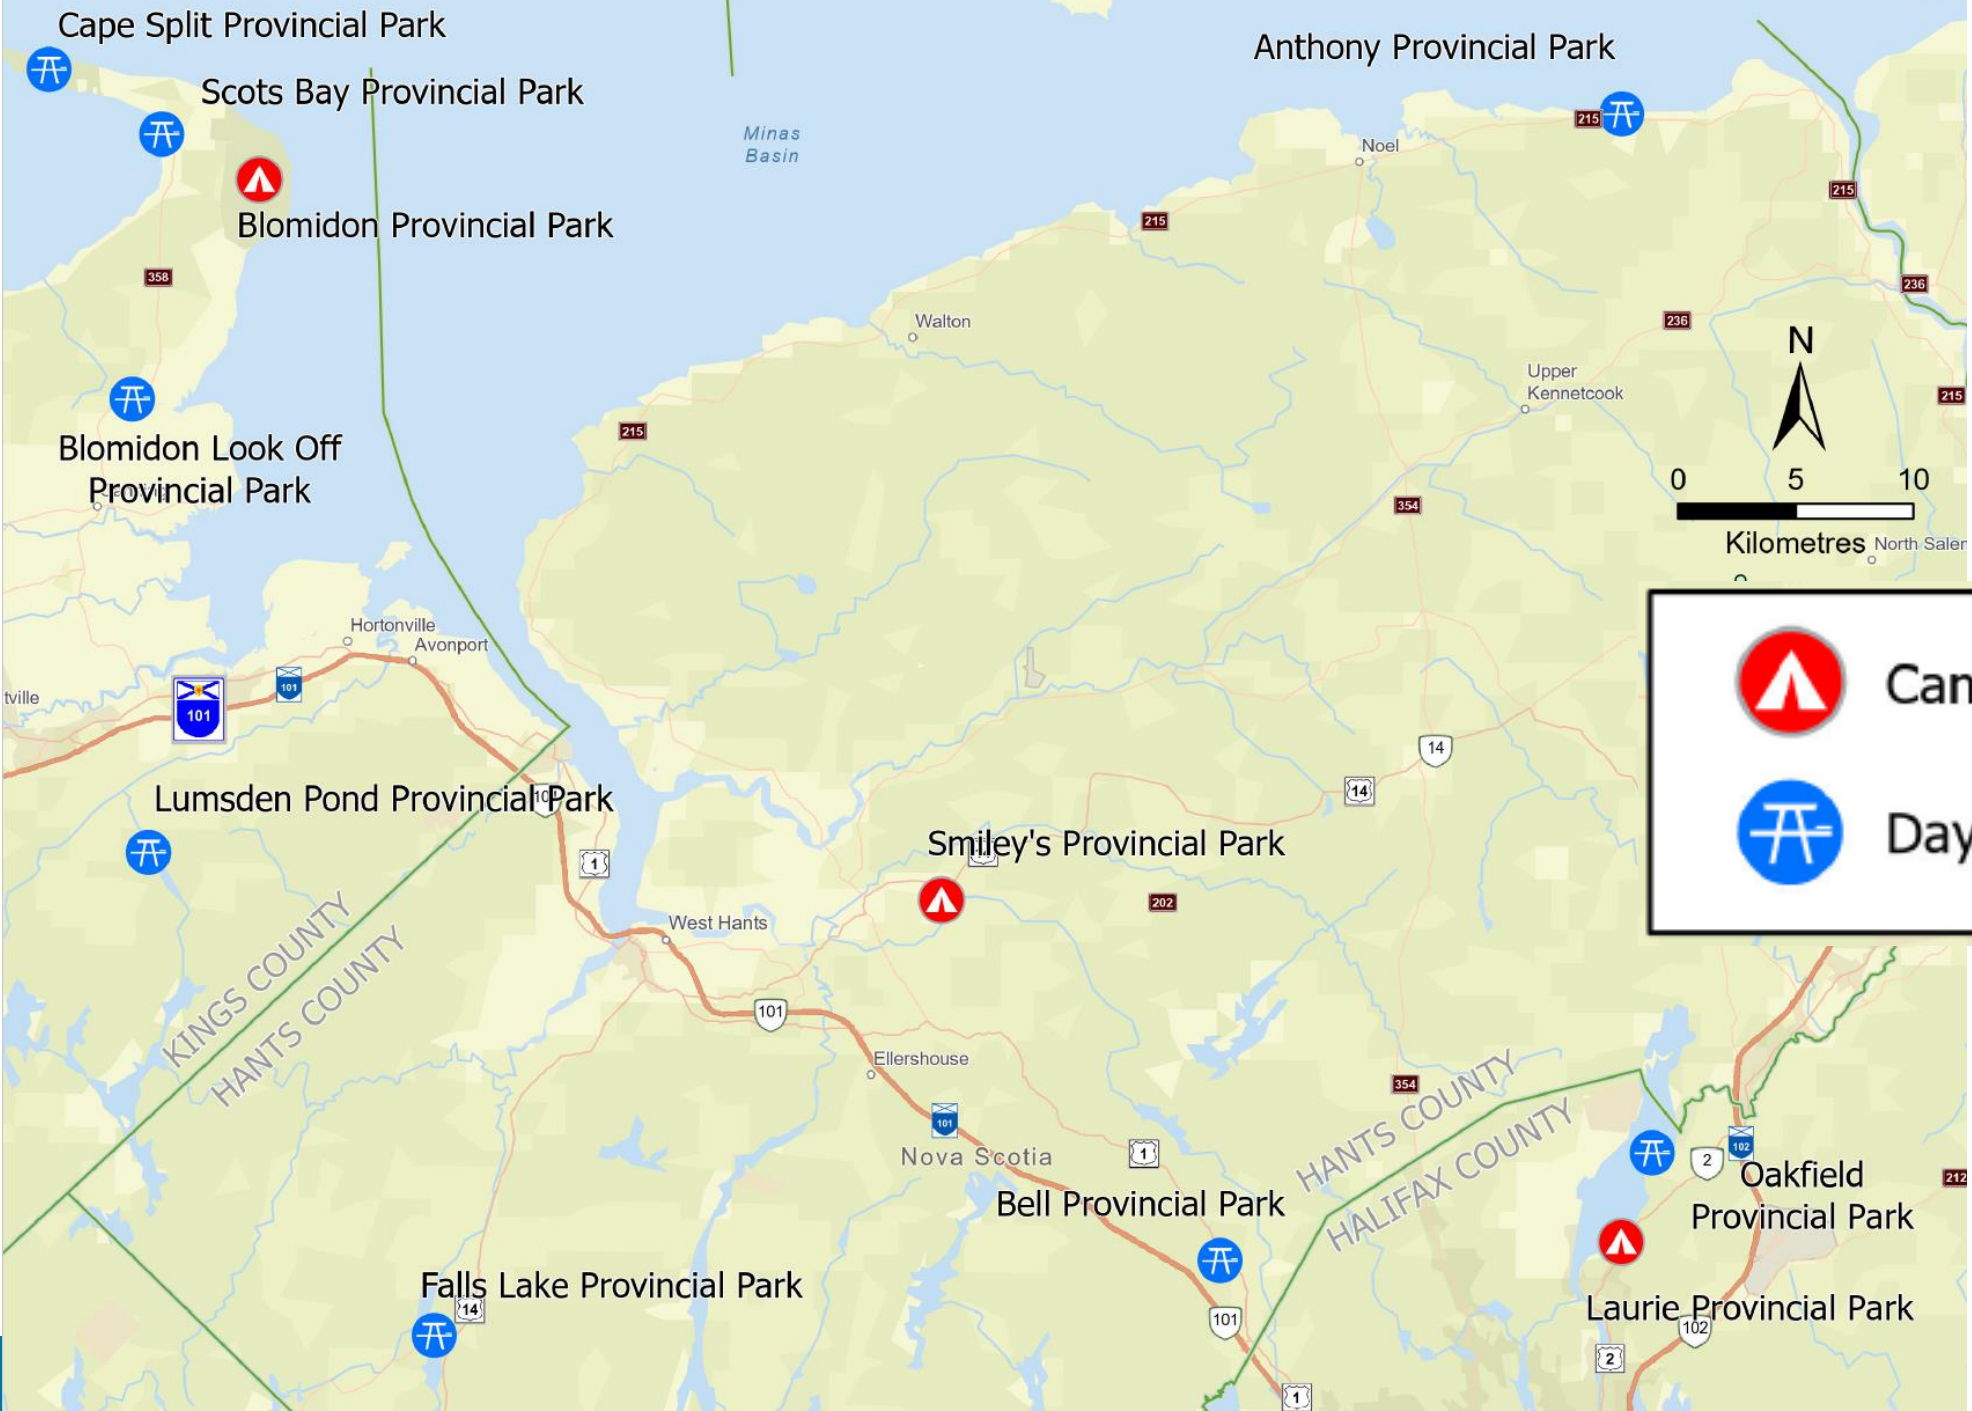 Cape Split Provincial Park
Anthony Provincial Park
Scots Bay Provincial Park
215
Minas
Basin
Noel
215
Blomidon Provincial Park
215
358
236
Walton
236
N
Upper
Kennetcook
215
215
Blomidon Look Off
Provincial Park
0 5 10
354
Kilometres
North Salem
Hortonville
Avonport
101
tville
101
Can
14
14
Lumsden Pond Provincial Park
Day
1
Smiley's Provincial Park
202
West Hants
KINGS COUNTY
HANTS COUNTY
101
Ellershouse
354
HANTS COUNTY
HALIFAX COUNTY
101
Nova Scotia
1
102
2
Oakfield
Provincial Park
212
Bell Provincial Park
Falls Lake Provincial Park
14
Laurie Provincial Park
101
102
2
1